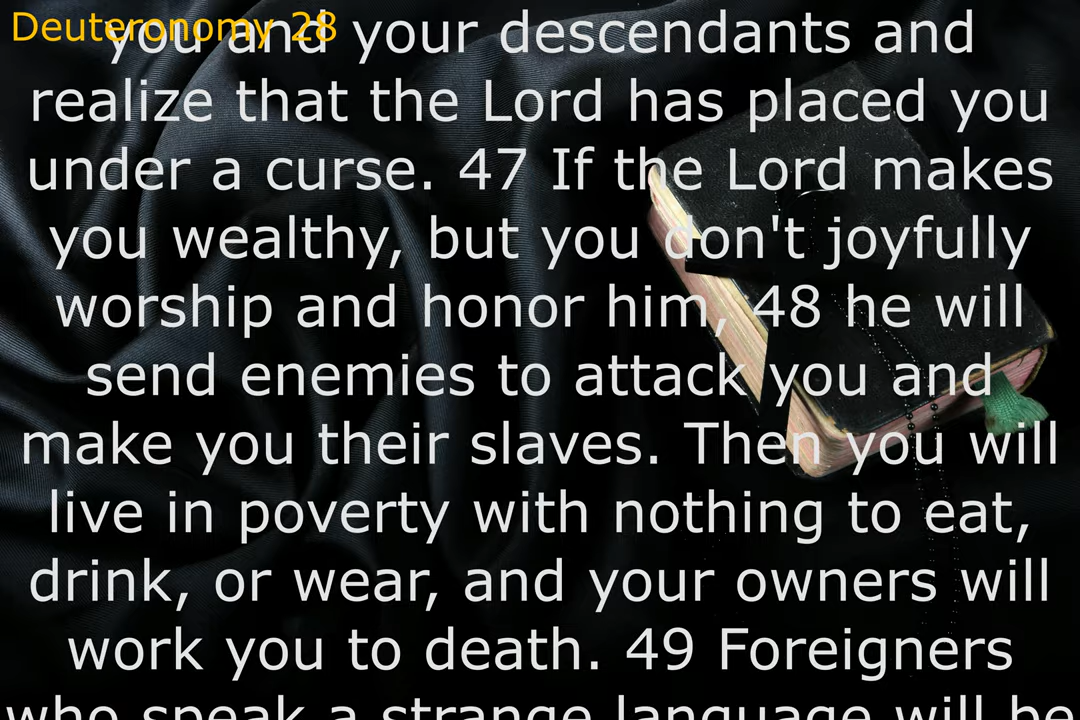 Deuteronomy 28
you and your descendants and
realize that the Lord has placed you
under a curse. 47 If the Lord makes
you wealthy, but you don't joyfully
worship and honor him, 48 he will
send enemies to attack you and
make you their slaves. Then you will
live in poverty with nothing to eat,
drink, or wear, and your owners will
work you to death. 49 Foreigners
who speak a strange language will be